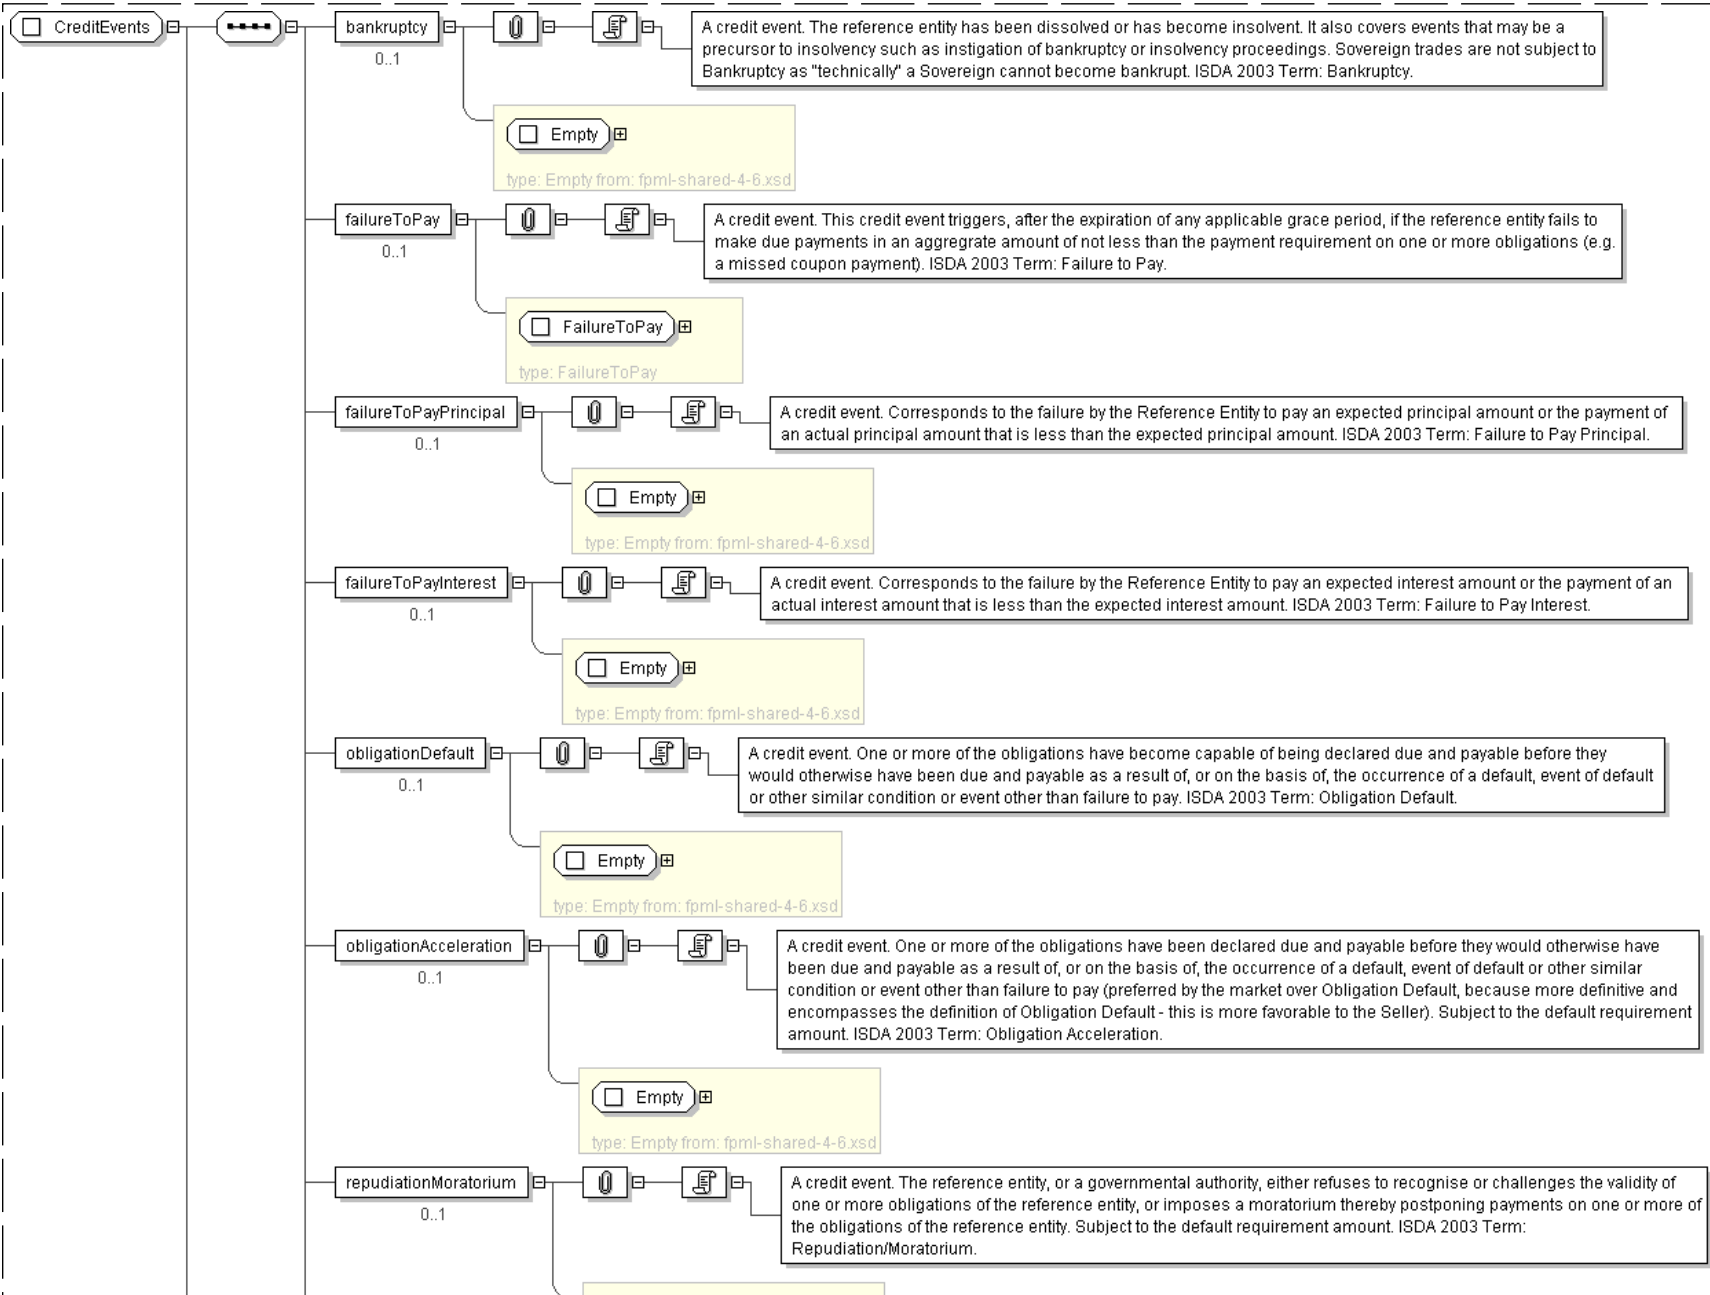 CreditEvents
bankruptcy
0..1
A credit event. The reference entity has been dissolved or has become insolvent. It also covers events that may be a
precursor to insolvency such as instigation of bankruptcy or insolvency proceedings. Sovereign trades are not subject to
Bankruptcy as "technically" a Sovereign cannot become bankrupt. ISDA 2003 Term: Bankruptcy.
Empty
type: Empty from: fpml-shared-4-6.xsd
failureToPay
0..1
A credit event. This credit event triggers, after the expiration of any applicable grace period, if the reference entity fails to
make due payments in an aggregrate amount of not less than the payment requirement on one or more obligations (e.g.
a missed coupon payment). ISDA 2003 Term: Failure to Pay.
FailureToPay
type: FailureToPay
failureToPayPrincipal
0..1
A credit event. Corresponds to the failure by the Reference Entity to pay an expected principal amount or the payment of
an actual principal amount that is less than the expected principal amount. ISDA 2003 Term: Failure to Pay Principal.
Empty
type: Empty from: fpml-shared-4-6.xsd
failureToPayInterest
0..1
A credit event. Corresponds to the failure by the Reference Entity to pay an expected interest amount or the payment of an
actual interest amount that is less than the expected interest amount. ISDA 2003 Term: Failure to Pay Interest.
Empty
type: Empty from: fpml-shared-4-6.xsd
obligationDefault
0..1
A credit event. One or more of the obligations have become capable of being declared due and payable before they
would otherwise have been due and payable as a result of, or on the basis of, the occurrence of a default, event of default
or other similar condition or event other than failure to pay. ISDA 2003 Term: Obligation Default.
Empty
type: Empty from: fpml-shared-4-6.xsd
obligationAcceleration
0..1
A credit event. One or more of the obligations have been declared due and payable before they would otherwise have
been due and payable as a result of, or on the basis of, the occurrence of a default, event of default or other similar
condition or event other than failure to pay (preferred by the market over Obligation Default, because more definitive and
encompasses the definition of Obligation Default - this is more favorable to the Seller). Subject to the default requirement
amount. ISDA 2003 Term: Obligation Acceleration.
Empty
type: Empty from: fpml-shared-4-6.xsd
repudiationMoratorium
0..1
A credit event. The reference entity, or a governmental authority, either refuses to recognise or challenges the validity of
one or more obligations of the reference entity, or imposes a moratorium thereby postponing payments on one or more of
the obligations of the reference entity. Subject to the default requirement amount. ISDA 2003 Term:
Repudiation/Moratorium.